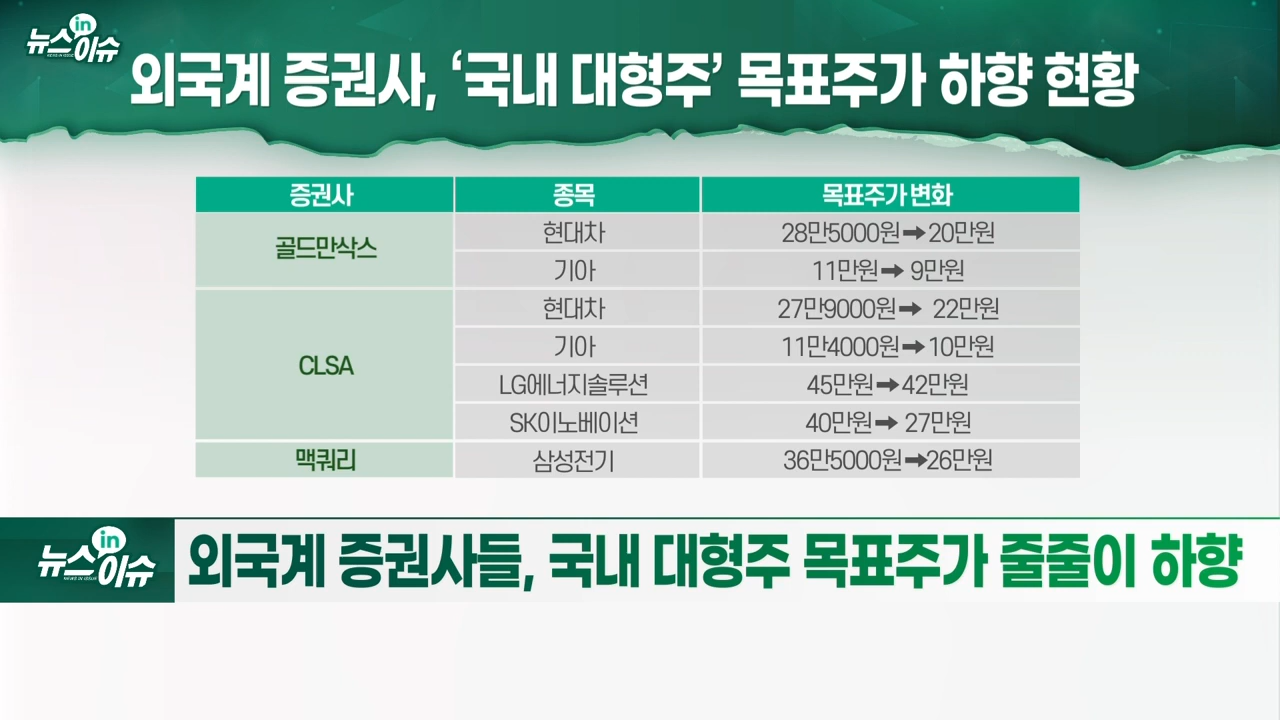 뉴스in이슈
외국계 증권사, ‘국내 대형주’ 목표주가 하향 현황
증권사 종목 목표주가 변화
골드만삭스 현대차 28만5000원➡20만원
기아 11만원➡ 9만원
CLSA 현대차 27만9000원➡ 22만원
기아 11만4000원➡10만원
LG에너지솔루션 45만원➡42만원
SK이노베이션 40만원➡ 27만원
맥쿼리 삼성전기 36만5000원➡26만원
뉴스in이슈
NEWS IN ISSUE
외국계 증권사들, 국내 대형주 목표주가 줄줄이 하향